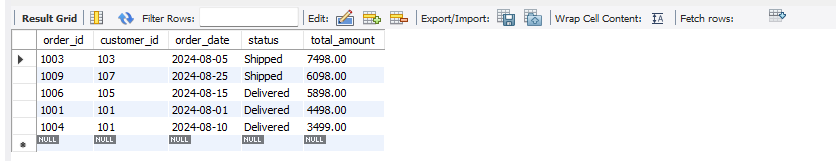 Result Grid Filter Rows: Edit: Export/Import: Wrap Cell Content: Fetch rows:
order_id customer_id order_date status total_amount
1003 103 2024-08-05 Shipped 7498.00
1009 107 2024-08-25 Shipped 6098.00
1006 105 2024-08-15 Delivered 5898.00
1001 101 2024-08-01 Delivered 4498.00
1004 101 2024-08-10 Delivered 3499.00
NULL NULL NULL NULL NULL